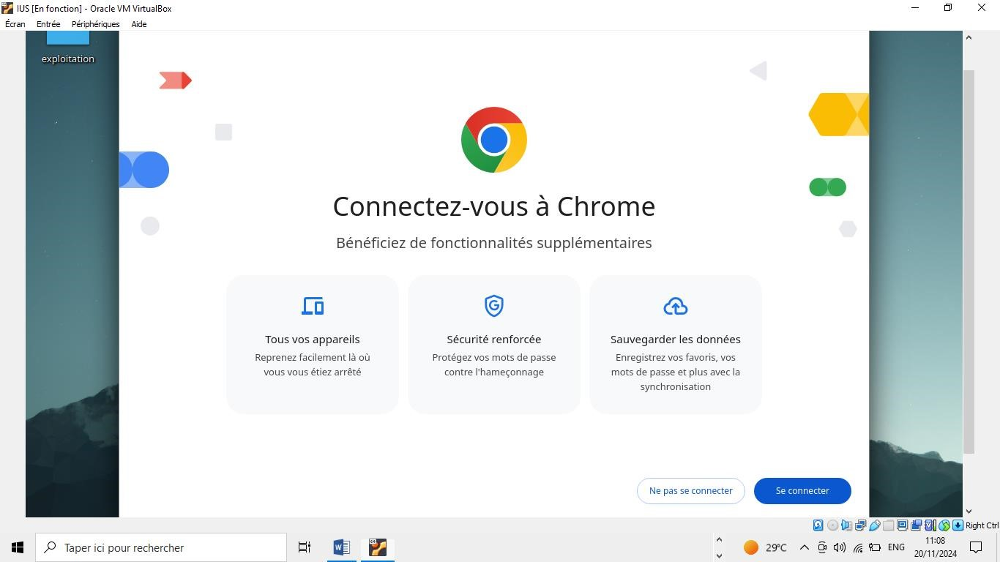 IUS [En fonction] - Oracle VM VirtualBox
Écran Entrée Périphériques Aide
exploitation
Connectez-vous à Chrome
Bénéficiez de fonctionnalités supplémentaires
Tous vos appareils
Reprenez facilement là où
vous vous étiez arrêté
Sécurité renforcée
Protégez vos mots de passe
contre l'hameçonnage
Sauvegarder les données
Enregistrez vos favoris, vos
mots de passe et plus avec la
synchronisation
Ne pas se connecter
Se connecter
Right Ctrl
Taper ici pour rechercher
29°C
ENG
11:08
20/11/2024